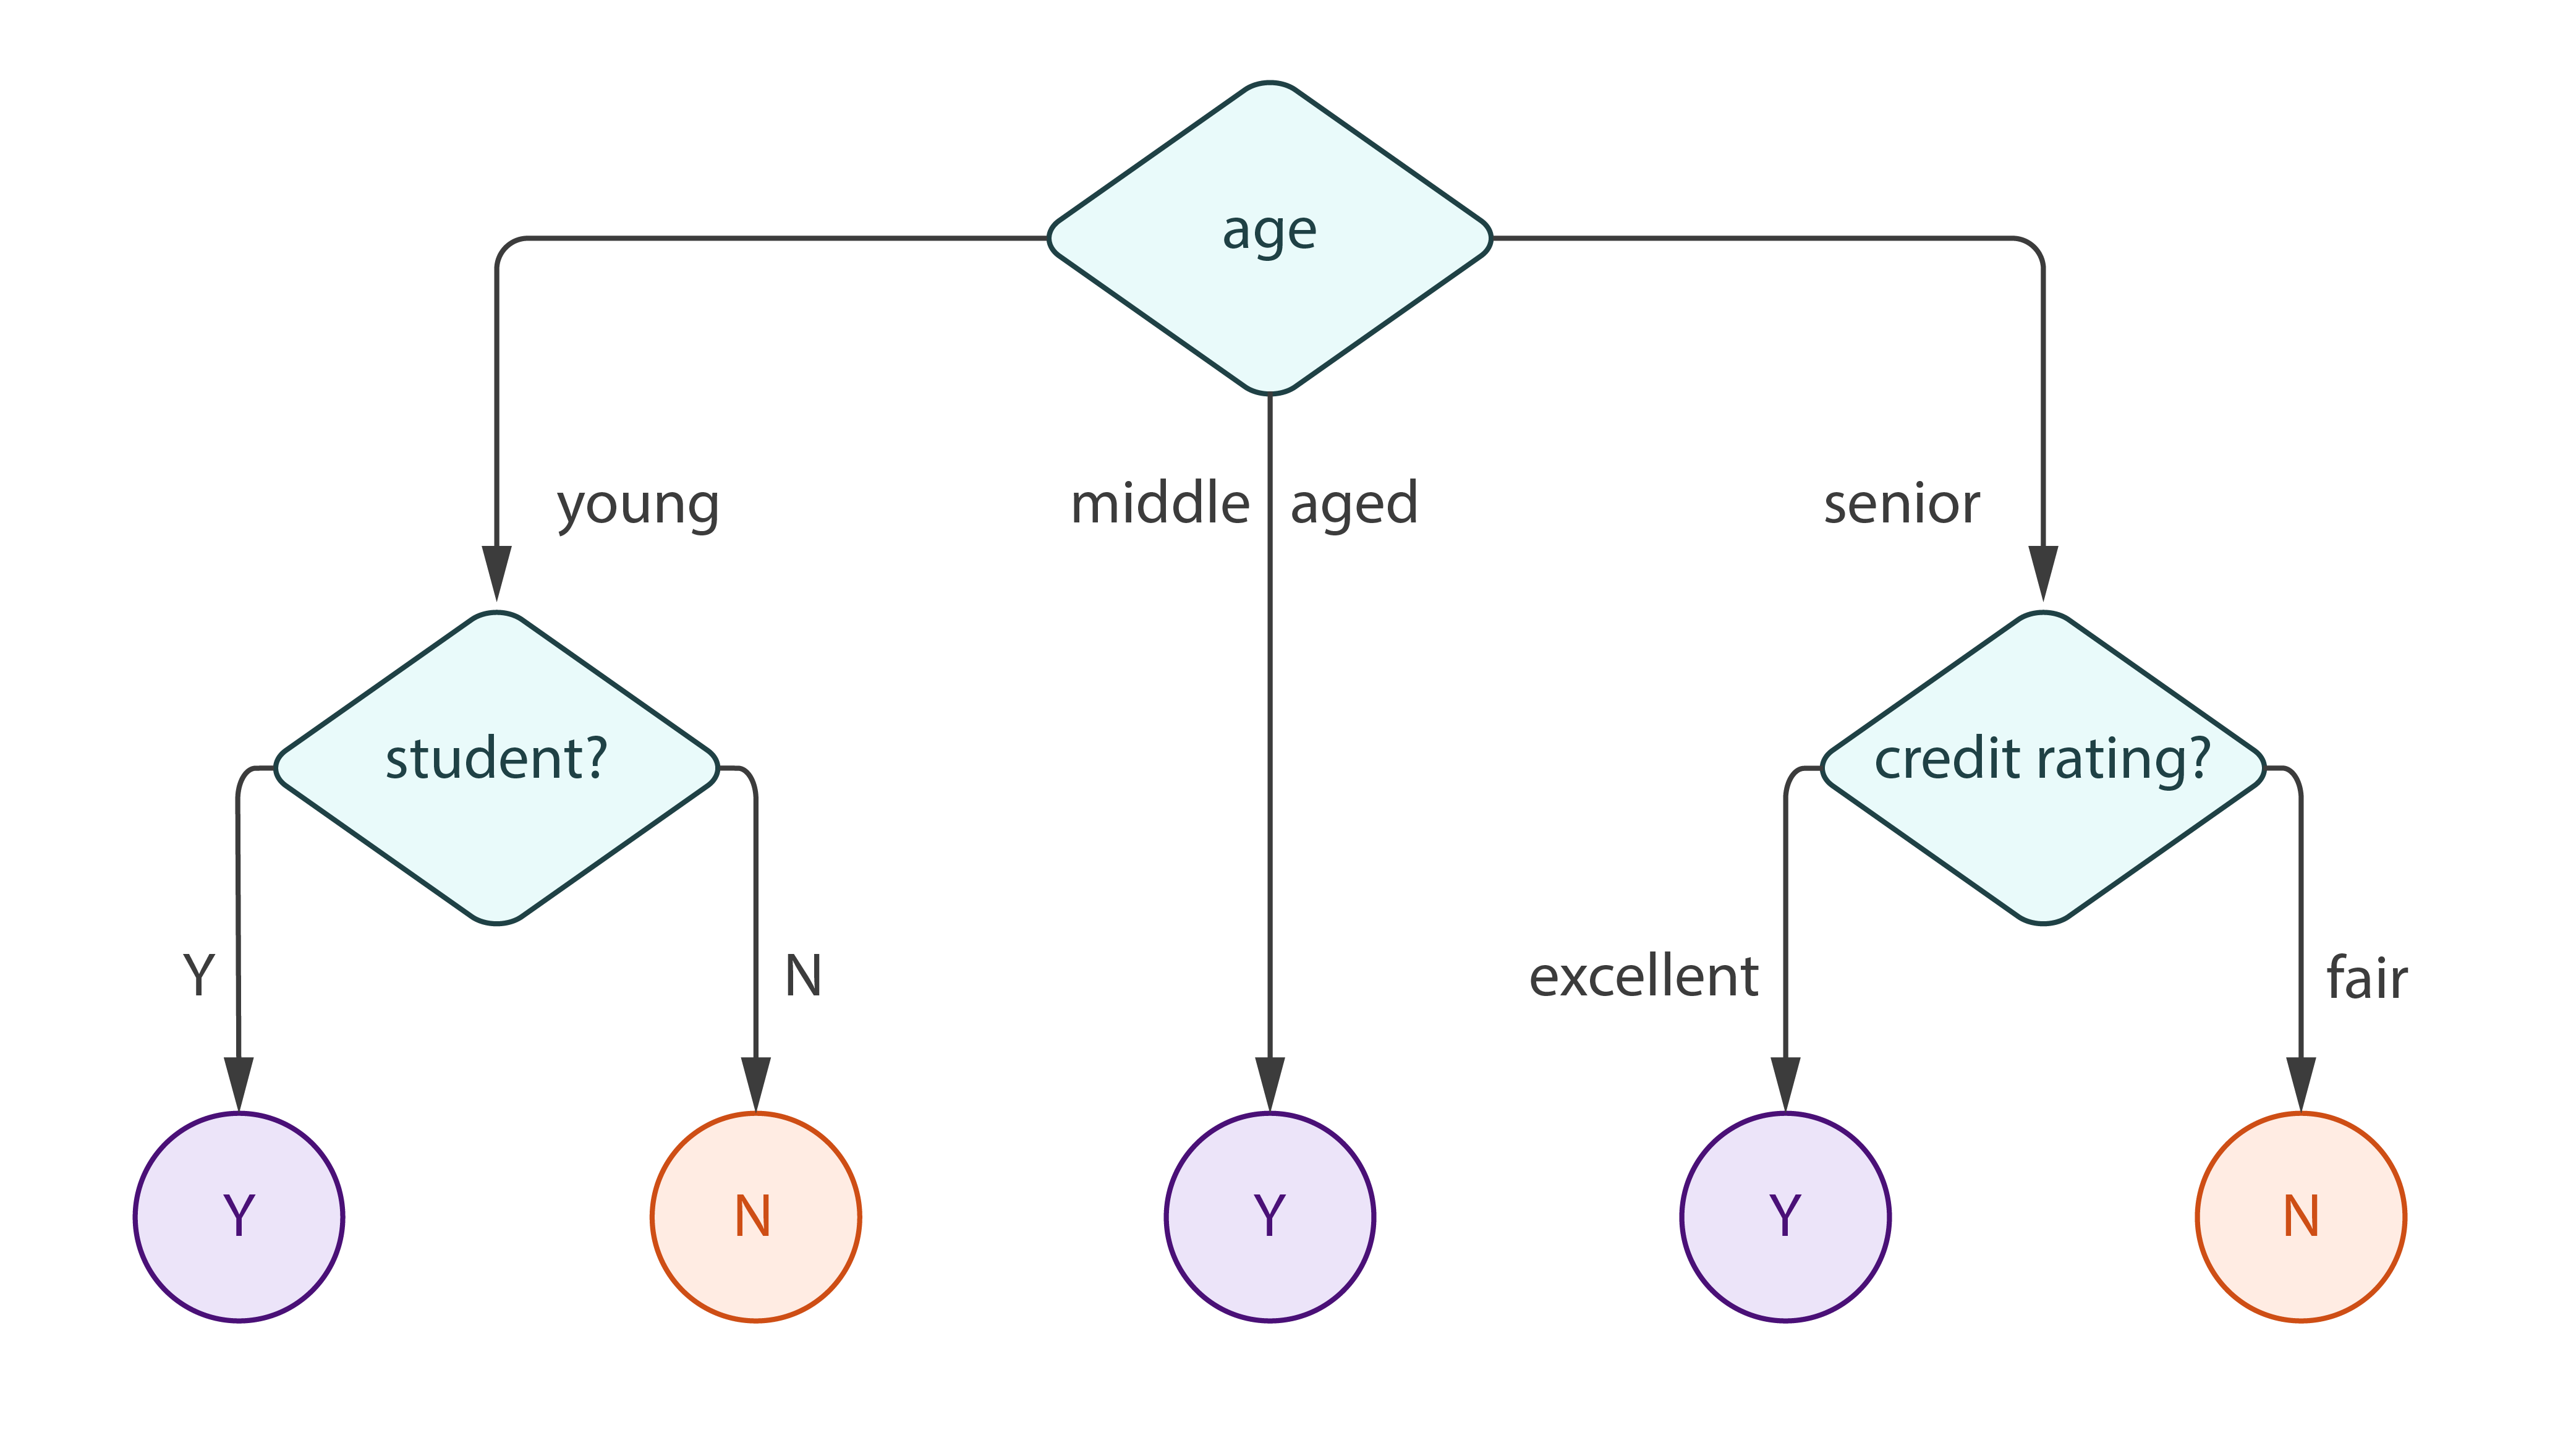 age
young
middle aged
senior
student?
credit rating?
Y
N
excellent
fair
Y
N
Y
Y
N